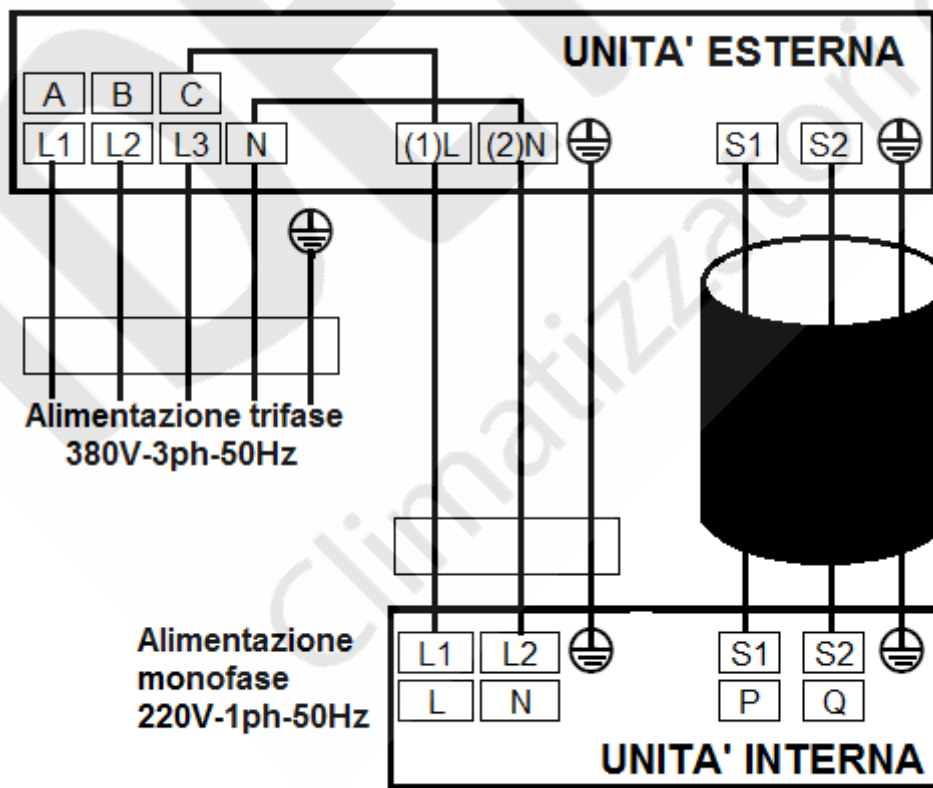 UNITA' ESTERNA
A B C
L1 L2 L3 N (1)L (2)N S1 S2
Alimentazione trifase
380V-3ph-50Hz
climatizzatori
Alimentazione
monofase
220V-1ph-50Hz
L1 L2 S1 S2
L N P Q
UNITA' INTERNA